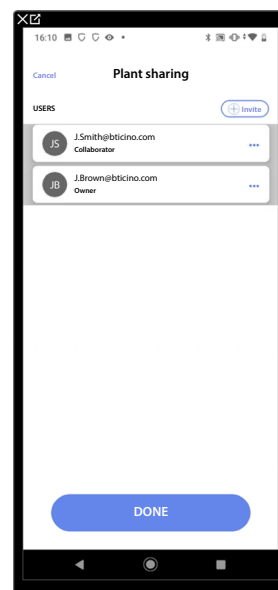 16:10
Cancel
Plant sharing
USERS
Invite
JS
J.Smith@bticino.com
Collaborator
JB
J.Brown@bticino.com
Owner
DONE